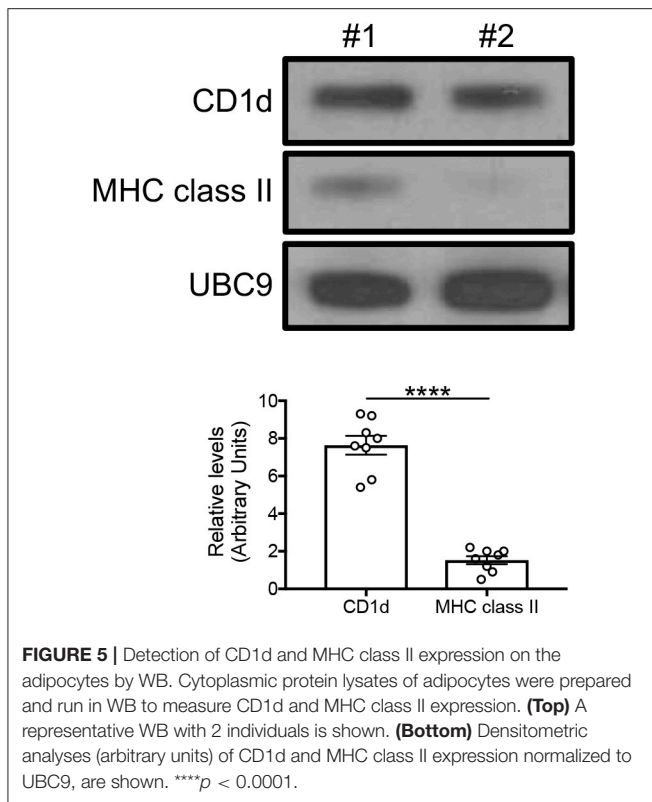 #1 #2
CD1d
MHC class II
UBC9
****
10
8
6
4
2
0
Relative levels
(Arbitrary Units)
CD1d MHC class II
FIGURE 5 | Detection of CD1d and MHC class II expression on the
adipocytes by WB. Cytoplasmic protein lysates of adipocytes were prepared
and run in WB to measure CD1d and MHC class II expression. (Top) A
representative WB with 2 individuals is shown. (Bottom) Densitometric
analyses (arbitrary units) of CD1d and MHC class II expression normalized to
UBC9, are shown. ****p < 0.0001.